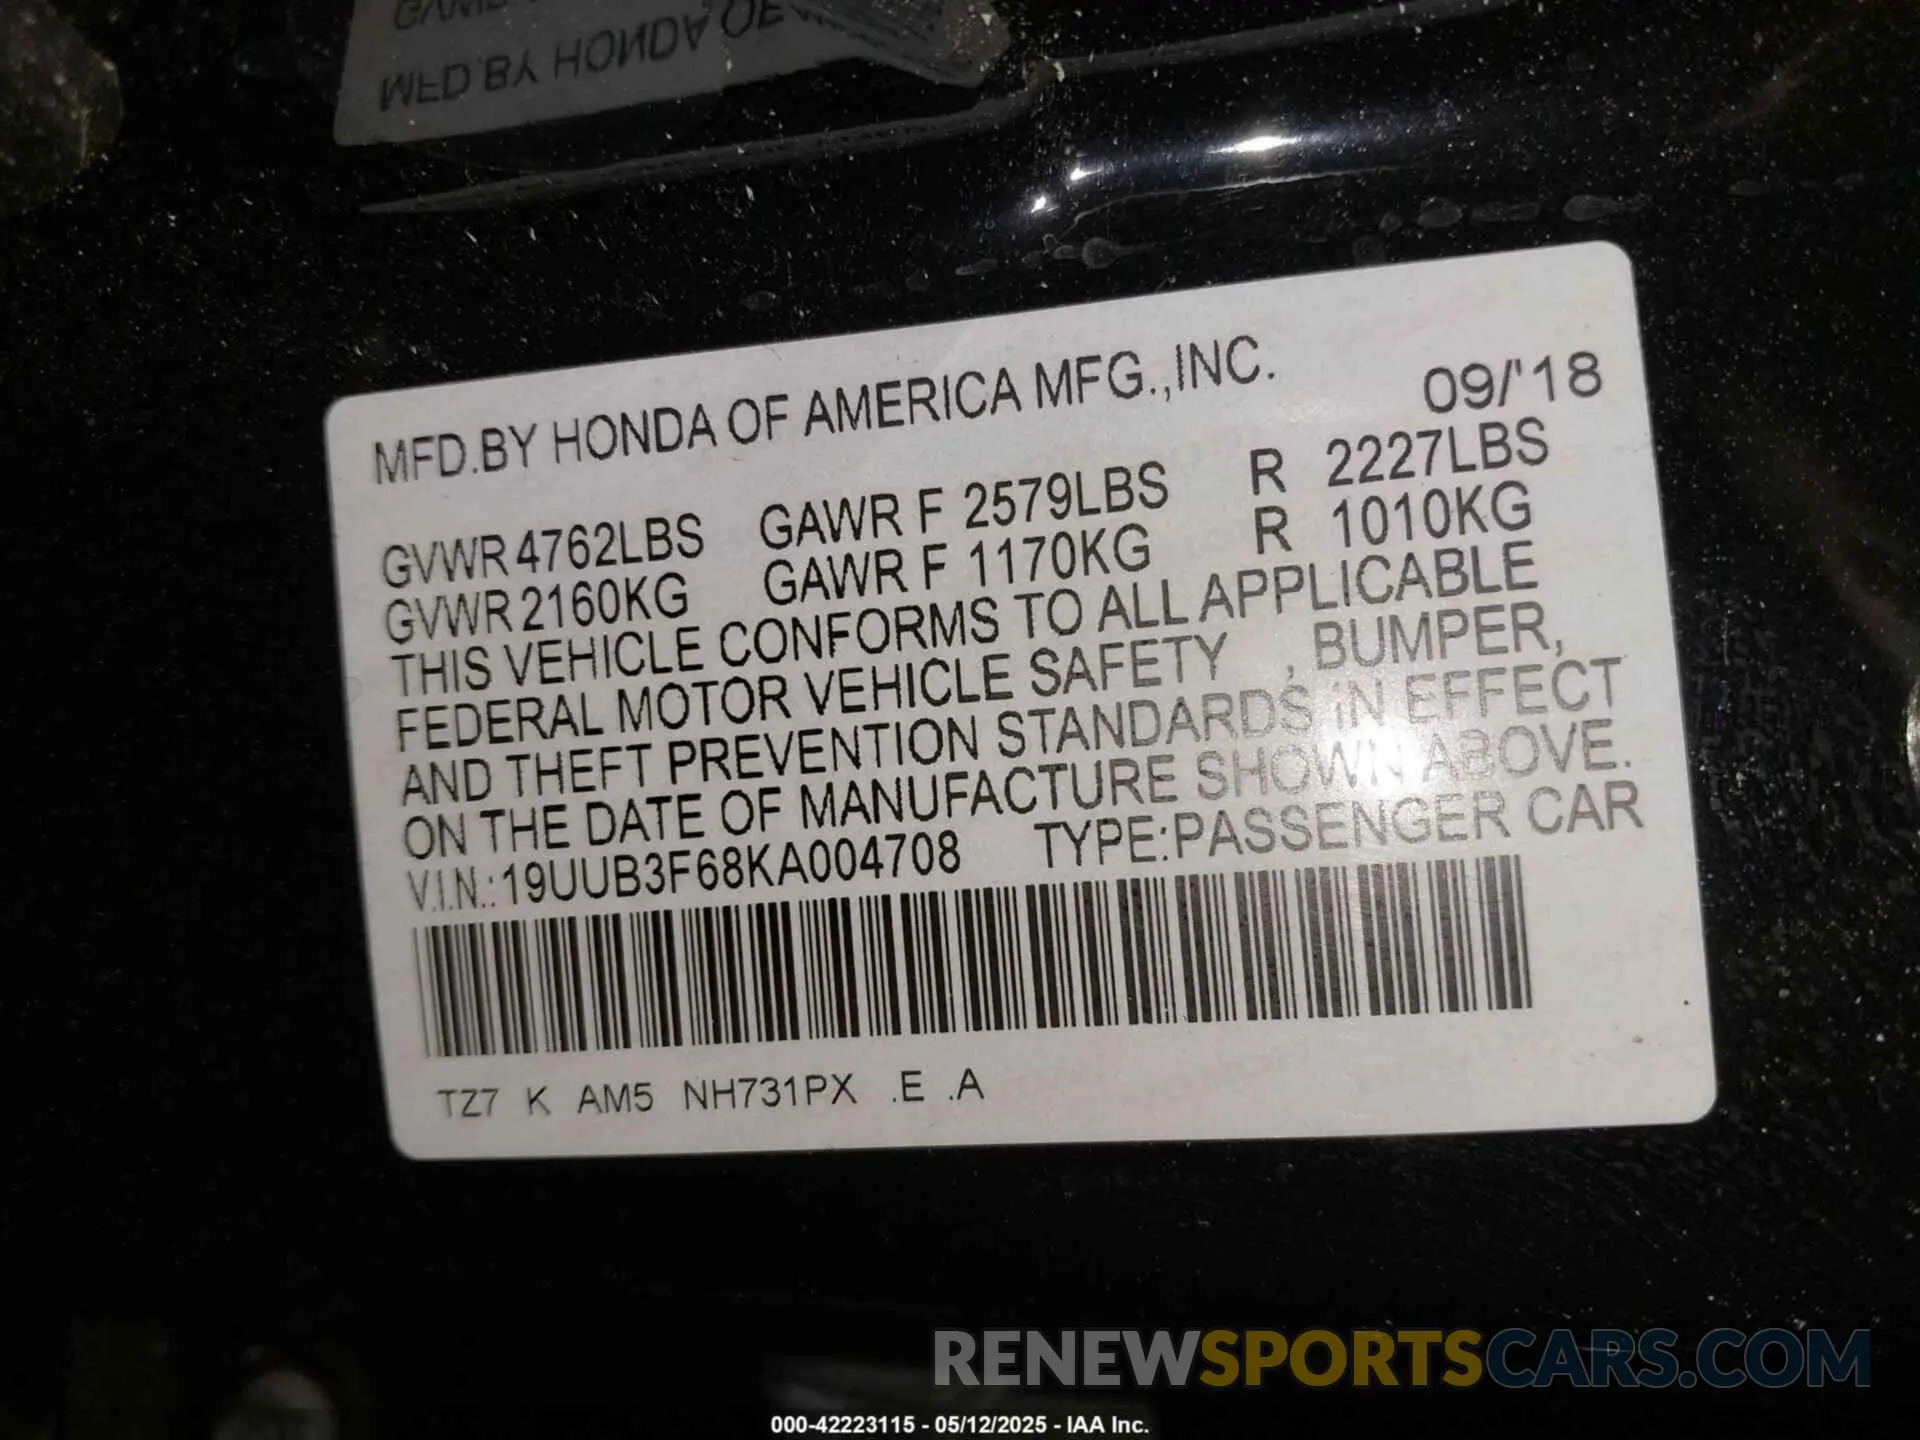 MFD.BY HONDA OF
MFD.BY HONDA OF AMERICA MFG.,INC.
09/'18
GVWR 4762LBS GAWR F 2579LBS R 2227LBS
GVWR 2160KG GAWR F 1170KG R 1010KG
THIS VEHICLE CONFORMS TO ALL APPLICABLE
FEDERAL MOTOR VEHICLE SAFETY , BUMPER,
AND THEFT PREVENTION STANDARDS IN EFFECT
ON THE DATE OF MANUFACTURE SHOWN ABOVE.
V.I.N.:19UUB3F68KA004708 TYPE:PASSENGER CAR
TZ7 K AM5 NH731PX .E .A
RENEWSPORTSCARS.COM
000-42223115 - 05/12/2025 - IAA Inc.